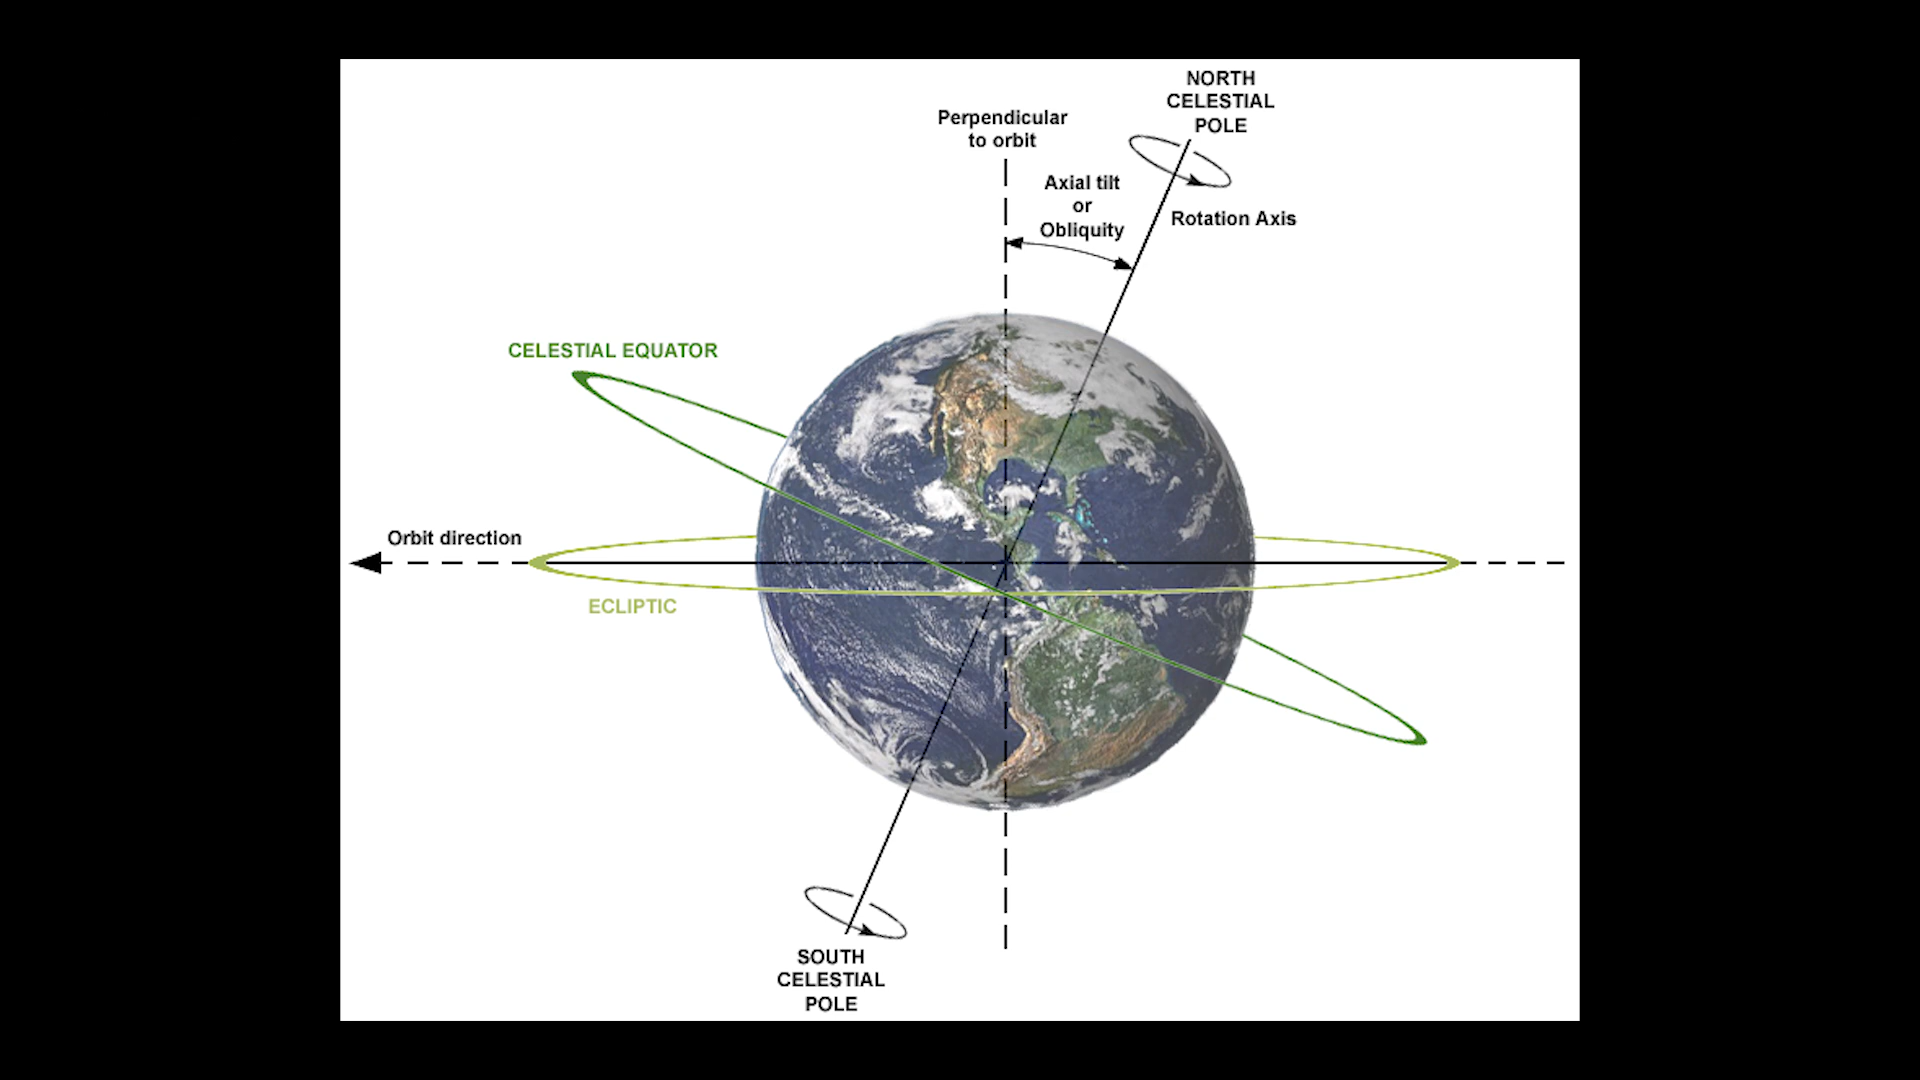 NORTH
CELESTIAL
POLE
Perpendicular
to orbit
Axial tilt
or
Obliquity
Rotation Axis
CELESTIAL EQUATOR
Orbit direction
ECLIPTIC
SOUTH
CELESTIAL
POLE